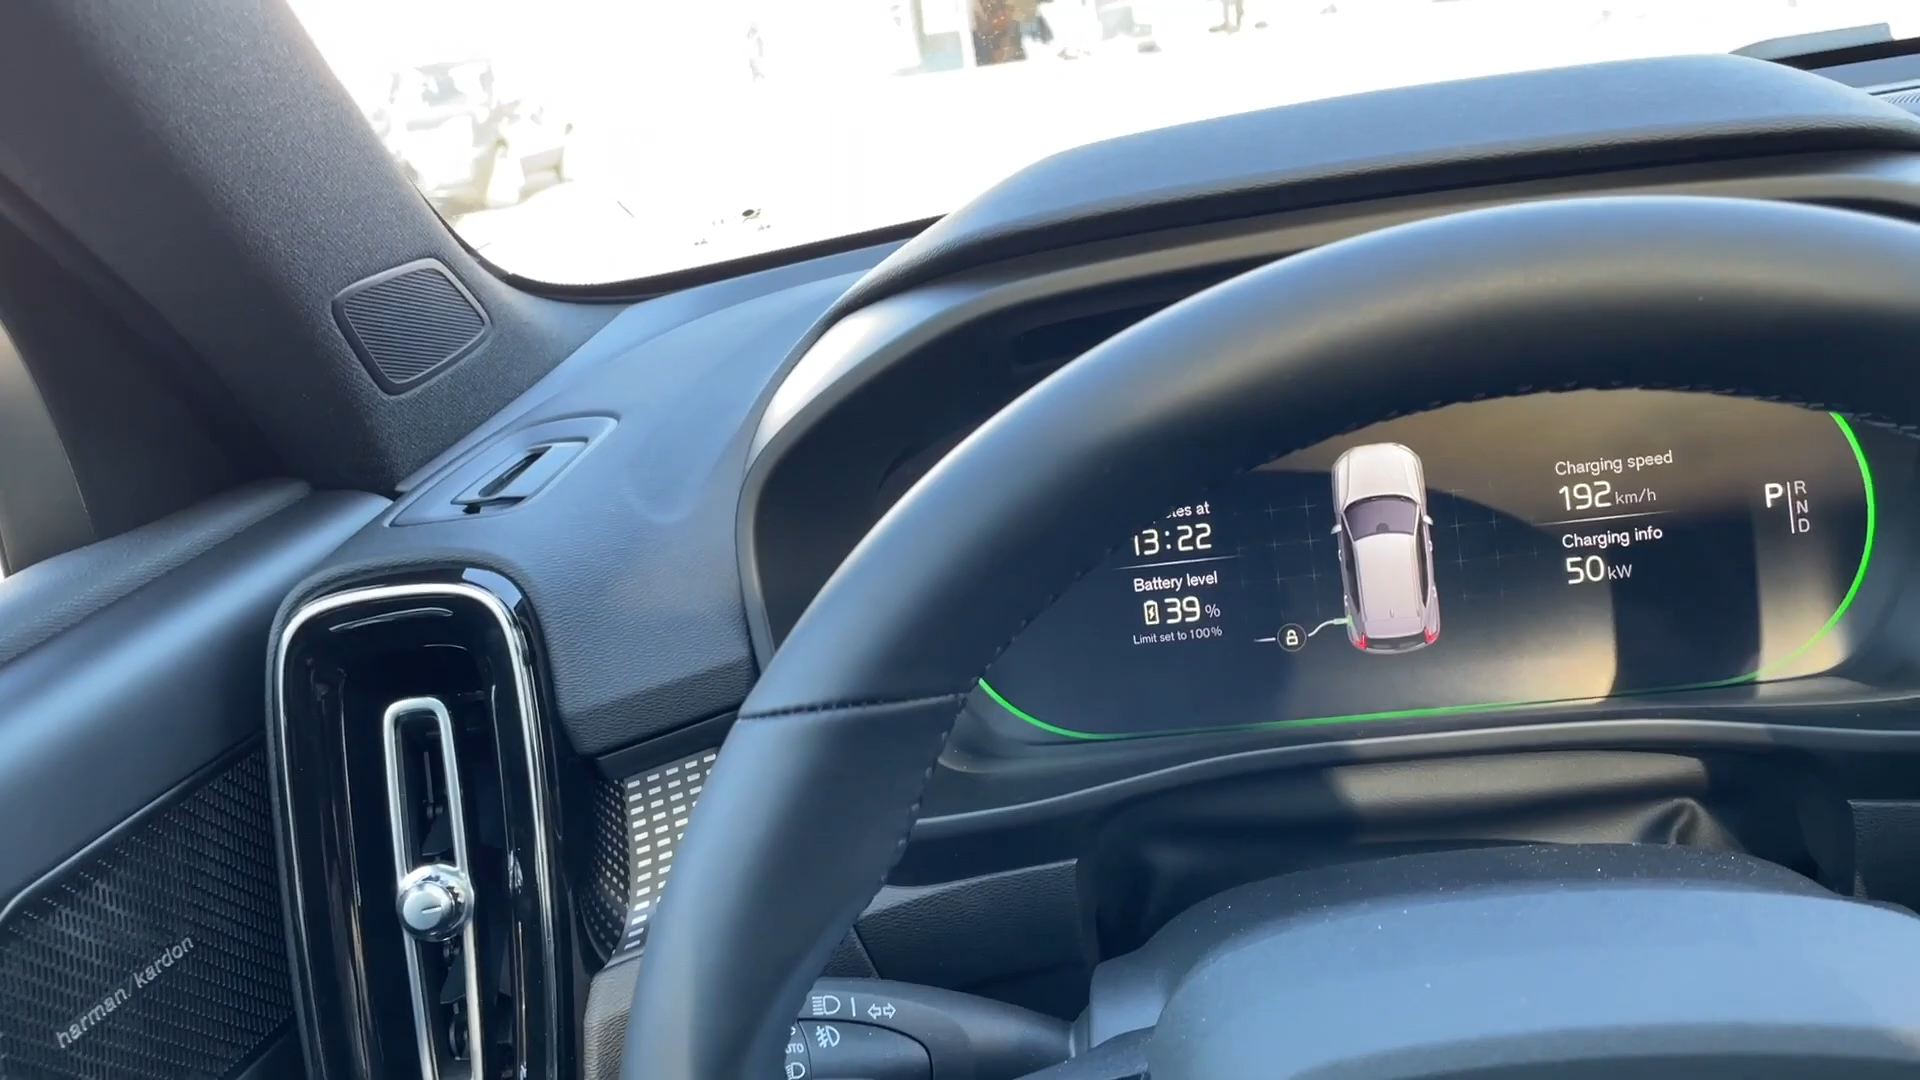 at
13:22
Battery level
39 %
Limit set to 100%
Charging speed
192 km/h
Charging info
50 kW
P
R
N
D
harman/kardon